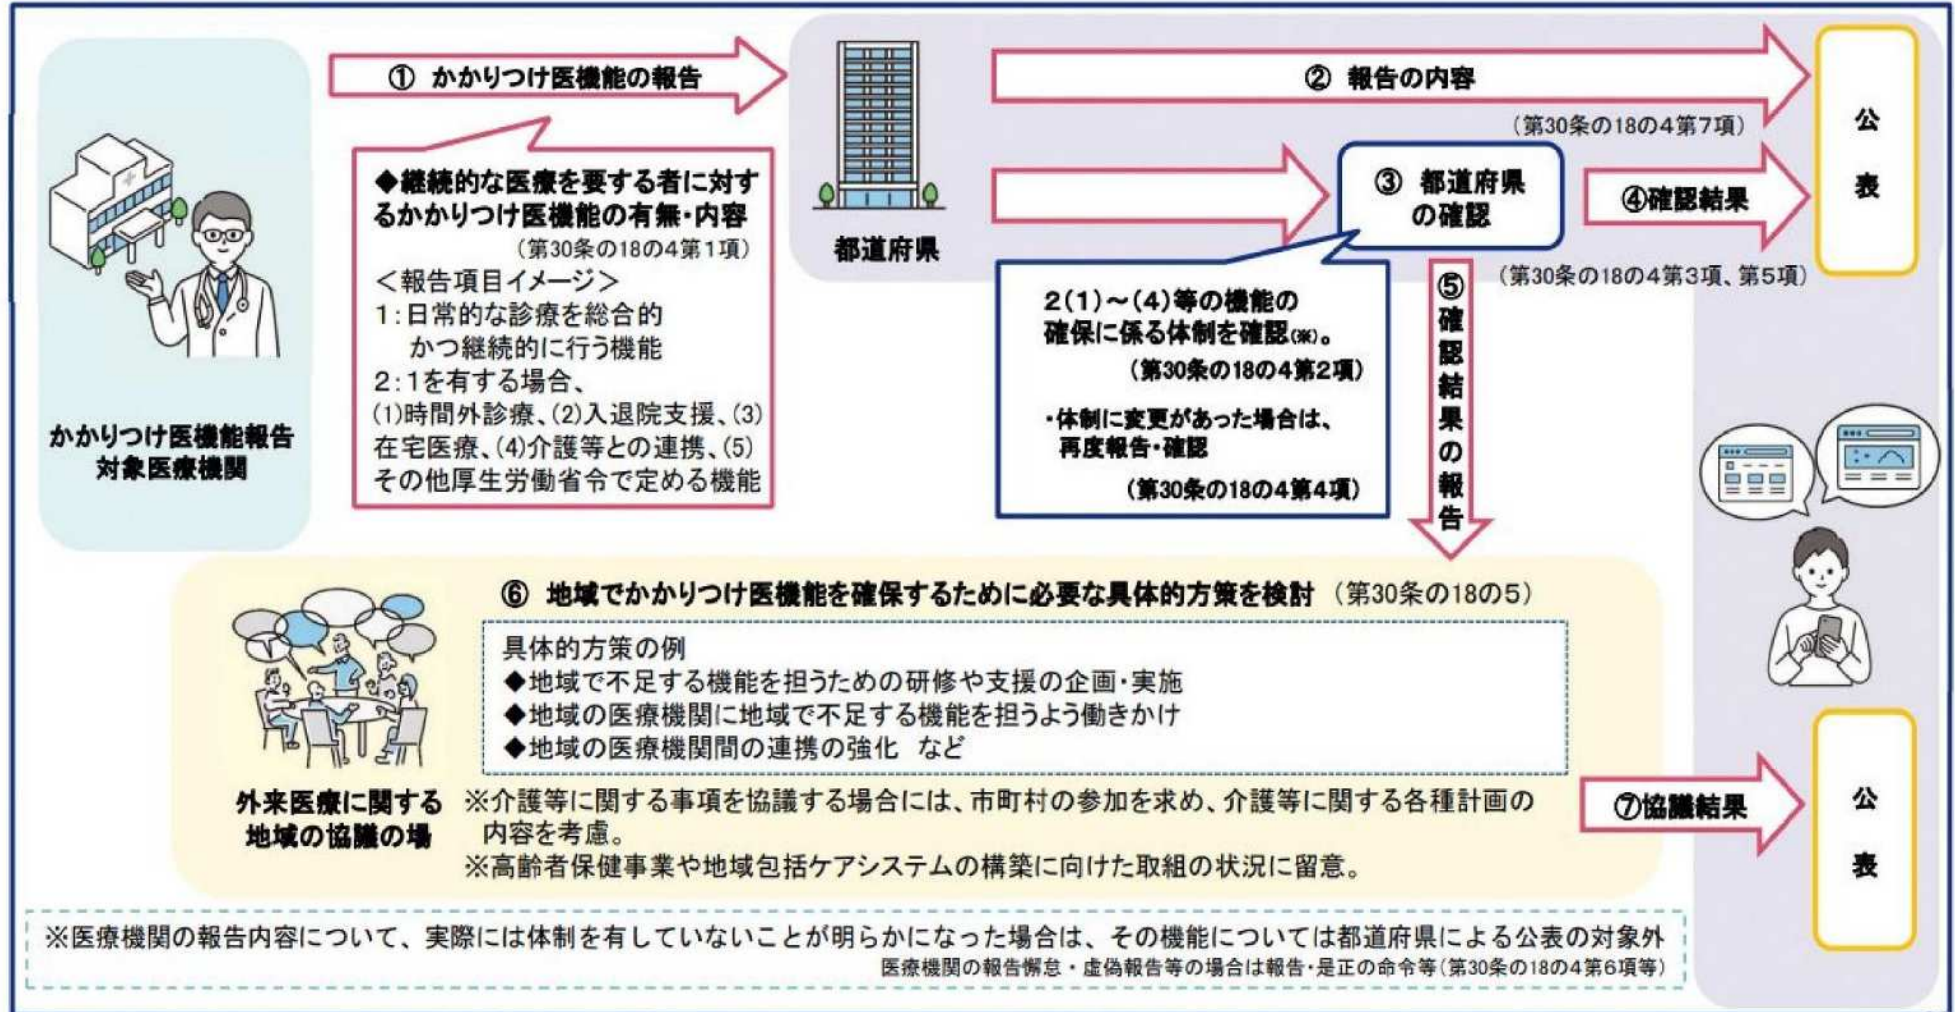 ① かかりつけ医機能の報告
② 報告の内容
(第30条の18の4第7項)
公
表
◆継続的な医療を要する者に対す
るかかりつけ医機能の有無・内容
(第30条の18の4第1項)
<報告項目イメージ>
1:日常的な診療を総合的
かつ継続的に行う機能
2:1を有する場合、
(1)時間外診療、(2)入退院支援、(3)
在宅医療、(4)介護等との連携、(5)
その他厚生労働省令で定める機能
かかりつけ医機能報告
対象医療機関
都道府県
③ 都道府県
の確認
④確認結果
(第30条の18の4第3項、第5項)
2(1)~(4)等の機能の
確保に係る体制を確認(※)。
(第30条の18の4第2項)
・体制に変更があった場合は、
再度報告・確認
(第30条の18の4第4項)
⑤確認結果の報告
⑥ 地域でかかりつけ医機能を確保するために必要な具体的方策を検討 (第30条の18の5)
具体的方策の例
◆地域で不足する機能を担うための研修や支援の企画・実施
◆地域の医療機関に地域で不足する機能を担うよう働きかけ
◆地域の医療機関間の連携の強化 など
外来医療に関する
地域の協議の場
※介護等に関する事項を協議する場合には、市町村の参加を求め、介護等に関する各種計画の
内容を考慮。
※高齢者保健事業や地域包括ケアシステムの構築に向けた取組の状況に留意。
⑦協議結果
公
表
※医療機関の報告内容について、実際には体制を有していないことが明らかになった場合は、その機能については都道府県による公表の対象外
医療機関の報告懈怠・虚偽報告等の場合は報告・是正の命令等(第30条の18の4第6項等)